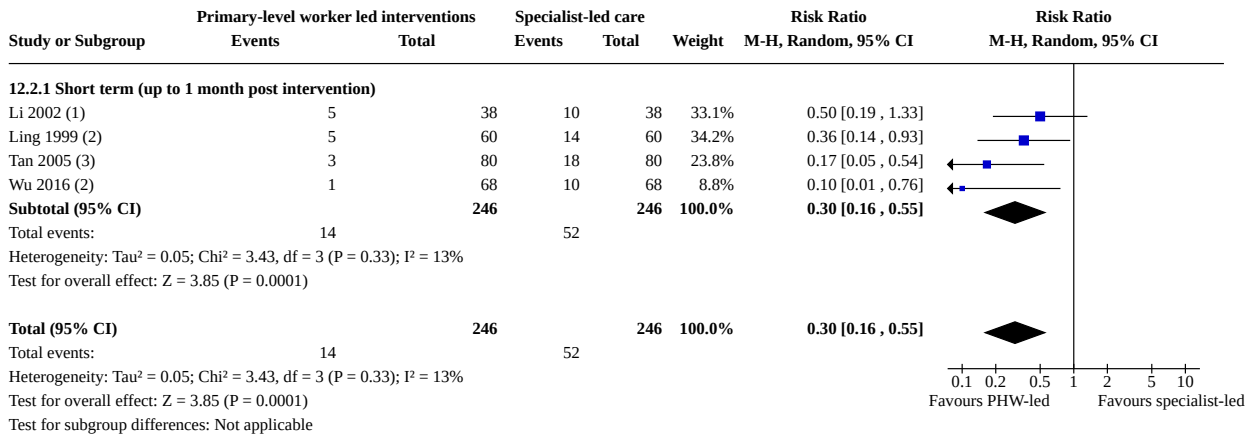 Primary-level worker led interventions Specialist-led care Risk Ratio Risk Ratio
Study or Subgroup Events Total Events Total Weight M-H, Random, 95% CI M-H, Random, 95% CI
12.2.1 Short term (up to 1 month post intervention)
Li 2002 (1) 5 38 10 38 33.1% 0.50 [0.19 , 1.33]
Ling 1999 (2) 5 60 14 60 34.2% 0.36 [0.14 , 0.93]
Tan 2005 (3) 3 80 18 80 23.8% 0.17 [0.05 , 0.54]
Wu 2016 (2) 1 68 10 68 8.8% 0.10 [0.01 , 0.76]
Subtotal (95% CI) 246 246 100.0% 0.30 [0.16 , 0.55]
Total events: 14 52
Heterogeneity: Tau² = 0.05; Chi² = 3.43, df = 3 (P = 0.33); I² = 13%
Test for overall effect: Z = 3.85 (P = 0.0001)
Total (95% CI) 246 246 100.0% 0.30 [0.16 , 0.55]
Total events: 14 52
Heterogeneity: Tau² = 0.05; Chi² = 3.43, df = 3 (P = 0.33); I² = 13%
0.1 0.2 0.5 1 2 5 10
Test for overall effect: Z = 3.85 (P = 0.0001) Favours PHW-led Favours specialist-led
Test for subgroup differences: Not applicable